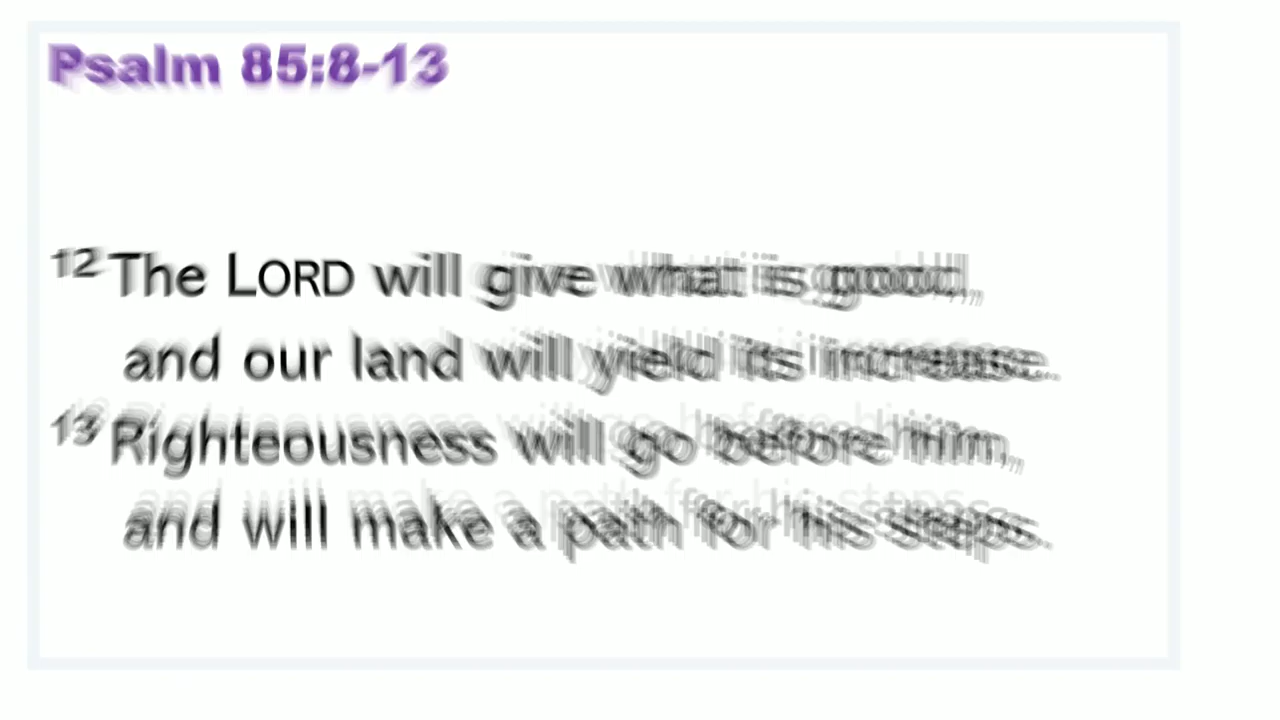 Psalm 85:8-13
12 The LORD will give what is good,
and our land will yield its increase.
13 Righteousness will go before him,
and will make a path for his steps.